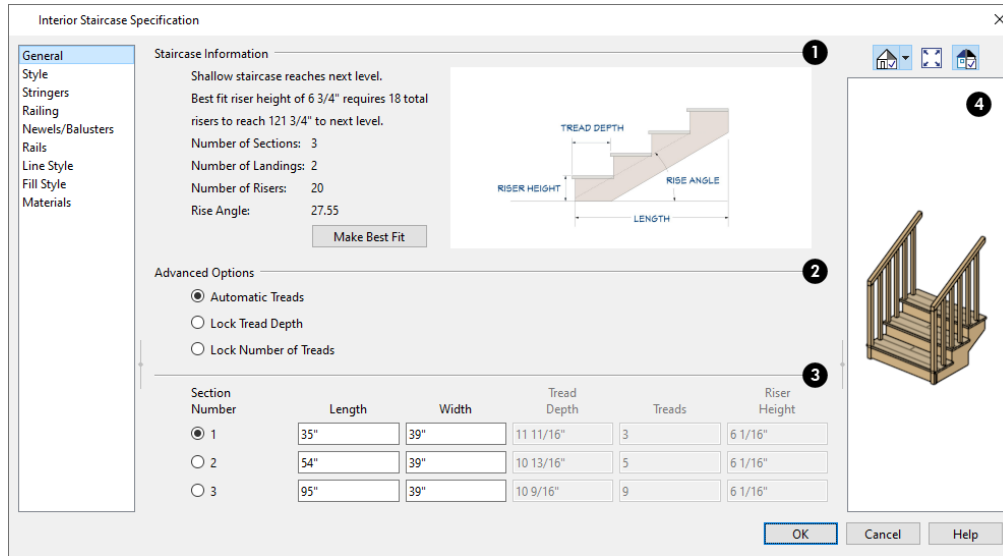 Interior Staircase Specification
General
Style
Stringers
Railing
Newels/Balusters
Rails
Line Style
Fill Style
Materials
Staircase Information
1
Shallow staircase reaches next level.
Best fit riser height of 6 3/4" requires 18 total
risers to reach 121 3/4" to next level.
Number of Sections: 3
Number of Landings: 2
Number of Risers: 20
Rise Angle: 27.55
Make Best Fit
TREAD DEPTH
RISER HEIGHT
RISE ANGLE
LENGTH
Advanced Options
2
Automatic Treads
Lock Tread Depth
Lock Number of Treads
3
Section Number Length Width Tread Depth Treads Riser Height
1 35" 39" 11 11/16" 3 6 1/16"
2 54" 39" 10 13/16" 5 6 1/16"
3 95" 39" 10 9/16" 9 6 1/16"
4
OK Cancel Help